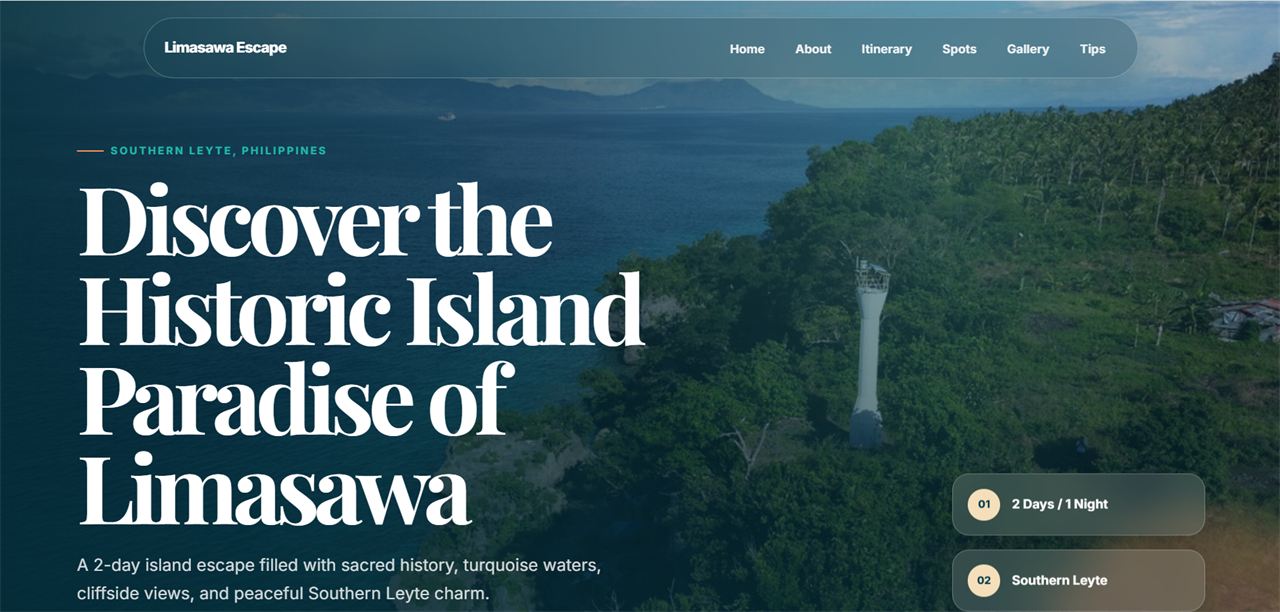 Limasawa Escape
Home About Itinerary Spots Gallery Tips
SOUTHERN LEYTE, PHILIPPINES
Discover the
Historic Island
Paradise of
Limasawa
A 2-day island escape filled with sacred history, turquoise waters,
cliffside views, and peaceful Southern Leyte charm.
01 2 Days / 1 Night
02 Southern Leyte